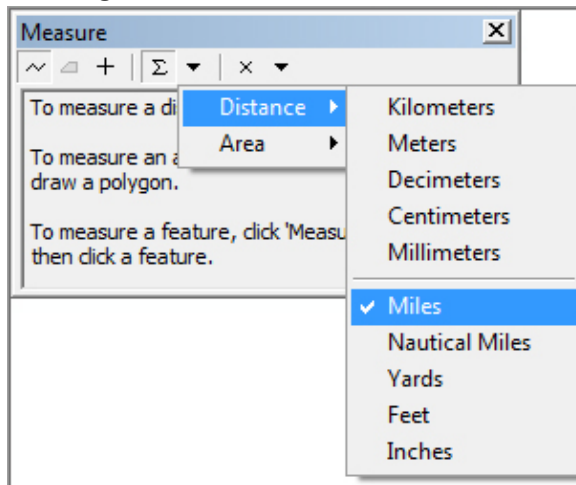 Measure
Σ
To measure a di
To measure an a
draw a polygon.
To measure a feature, click 'Measu
then click a feature.
Distance
Area
Kilometers
Meters
Decimeters
Centimeters
Millimeters
Miles
Nautical Miles
Yards
Feet
Inches